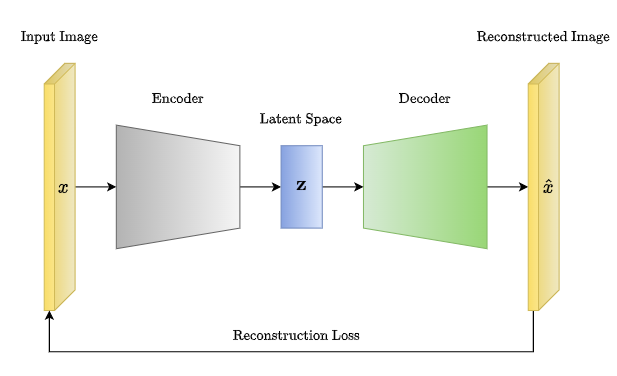 Input Image
Reconstructed Image
Encoder
Decoder
Latent Space
x
z
x̂
Reconstruction Loss